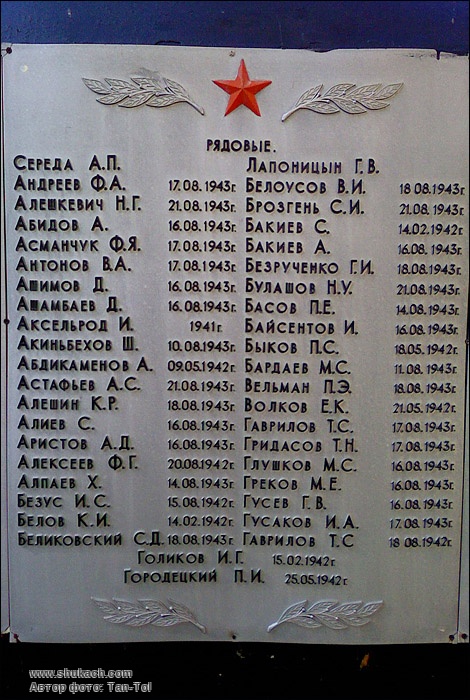 РЯДОВЫЕ.
СЕРЕДА А.П. ЛАПОНИЦЫН Г.В.
АНДРЕЕВ Ф.А. 17.08.1943г. БЕЛОУСОВ В.И. 18 08.1943г.
АЛЕШКЕВИЧ Н.Г. 21.08.1943г. БРОЗГЕНЬ С.И. 21.08.1943г.
АБИДОВ А. 16.08.1943г. БАКИЕВ С. 14.02.1942г.
АСМАНЧУК Ф.Я. 17.08.1943г. БАКИЕВ А. 16.08.1943г.
АНТОНОВ В.А. 17.08.1943г. БЕЗРУЧЕНКО Г.И. 18.08.1943г.
АШИМОВ Д. 16.08.1943г. БУЛАШОВ Н.У. 21.08.1943г.
АШАМБАЕВ Д. 16.08.1943г. БАСОВ П.Е. 14.08.1943г.
АКСЕЛЬРОД И. 1941г. БАЙСЕНТОВ И. 16.08.1943г.
АКИНЬБЕХОВ Ш. 10.08.1943г. БЫКОВ П.С. 18.05.1942г.
АБДИКАМЕНОВ А. 09.05.1942г. БАРДАЕВ М.С. 11.08.1943г.
АСТАФЬЕВ А.С. 21.08.1943г. ВЕЛЬМАН П.Э. 18.08.1943г.
АЛЕШИН К.Р. 18.08.1943г. ВОЛКОВ Е.К. 21.05.1942г.
АЛИЕВ С. 16.08.1943г. ГАВРИЛОВ Т.С. 17.08.1943г.
АРИСТОВ А.Д. 16.08.1943г. ГРИДАСОВ Т.Н. 17.08.1943г.
АЛЕКСЕЕВ Ф.Г. 20.08.1942г. ГЛУШКОВ М.С. 16.08.1943г.
АЛПАЕВ Х. 14.08.1943г. ГРЕКОВ М.Е. 16.08.1943г.
БЕЗУС И.С. 15.08.1942г. ГУСЕВ Г.В. 16.08.1943г.
БЕЛОВ К.И. 14.02.1942г. ГУСАКОВ И.А. 17.08.1943г.
БЕЛИКОВСКИЙ С.Д. 18.08.1943г. ГАВРИЛОВ Т.С 18 08.1942г.
ГОЛИКОВ И.Г. 15.02.1942г.
ГОРОДЕЦКИЙ П.И. 25.05.1942г.
www.shukach.com
Автор фото: Tan-Tol